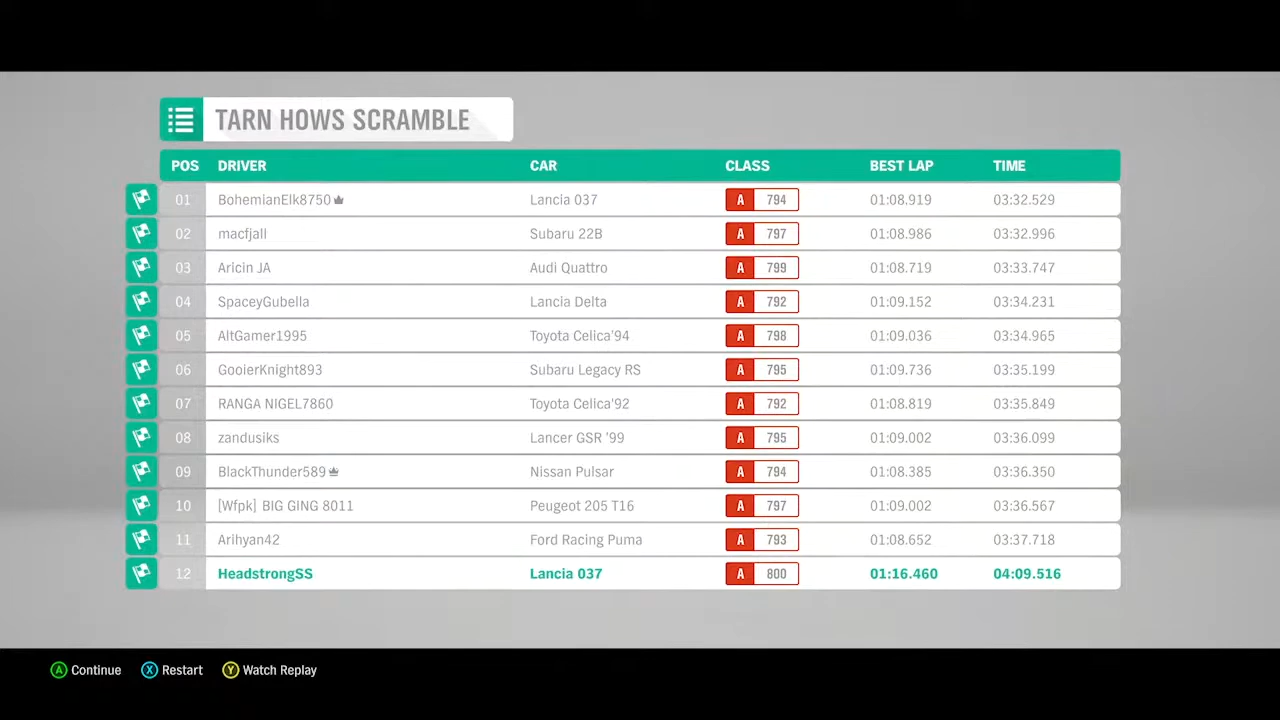 TARN HOWS SCRAMBLE
POS DRIVER CAR CLASS BEST LAP TIME
01 BohemianElk8750 Lancia 037 A 794 01:08.919 03:32.529
02 macfjall Subaru 22B A 797 01:08.986 03:32.996
03 Aricin JA Audi Quattro A 799 01:08.719 03:33.747
04 SpaceyGubella Lancia Delta A 792 01:09.152 03:34.231
05 AltGamer1995 Toyota Celica'94 A 798 01:09.036 03:34.965
06 GoolerKnight893 Subaru Legacy RS A 795 01:09.736 03:35.199
07 RANGA NIGEL7860 Toyota Celica'92 A 792 01:08.819 03:35.849
08 zandusiks Lancer GSR '99 A 795 01:09.002 03:36.099
09 BlackThunder589 Nissan Pulsar A 794 01:08.385 03:36.350
10 [Wfpk] BIG GING 8011 Peugeot 205 T16 A 797 01:09.002 03:36.567
11 Arihyan42 Ford Racing Puma A 793 01:08.652 03:37.718
12 HeadstrongSS Lancia 037 A 800 01:16.460 04:09.516
A Continue X Restart Y Watch Replay